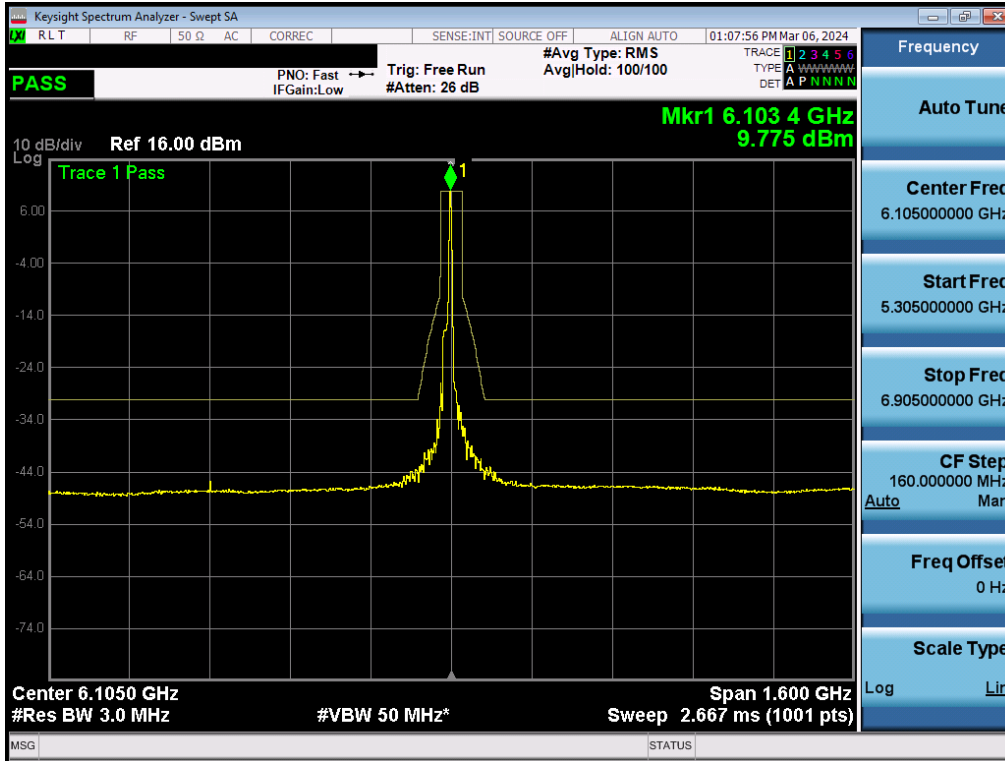 Keysight Spectrum Analyzer - Swept SA
LXI RLT RF 50 Ω AC CORREC SENSE:INT SOURCE OFF ALIGN AUTO 01:07:56 PM Mar 06, 2024
PASS
PNO: Fast
IFGain:Low
Trig: Free Run
#Atten: 26 dB
#Avg Type: RMS
Avg|Hold: 100/100
TRACE 1 2 3 4 5 6
TYPE A WWWWW
DET A P N N N N
Mkr1 6.103 4 GHz
9.775 dBm
10 dB/div Ref 16.00 dBm
Log
Trace 1 Pass
1
6.00
-4.00
-14.0
-24.0
-34.0
-44.0
-54.0
-64.0
-74.0
Center 6.1050 GHz Span 1.600 GHz
#Res BW 3.0 MHz #VBW 50 MHz* Sweep 2.667 ms (1001 pts)
MSG STATUS
Frequency
Auto Tune
Center Freq
6.105000000 GHz
Start Freq
5.305000000 GHz
Stop Freq
6.905000000 GHz
CF Step
160.000000 MHz
Auto Man
Freq Offset
0 Hz
Scale Type
Log Lin